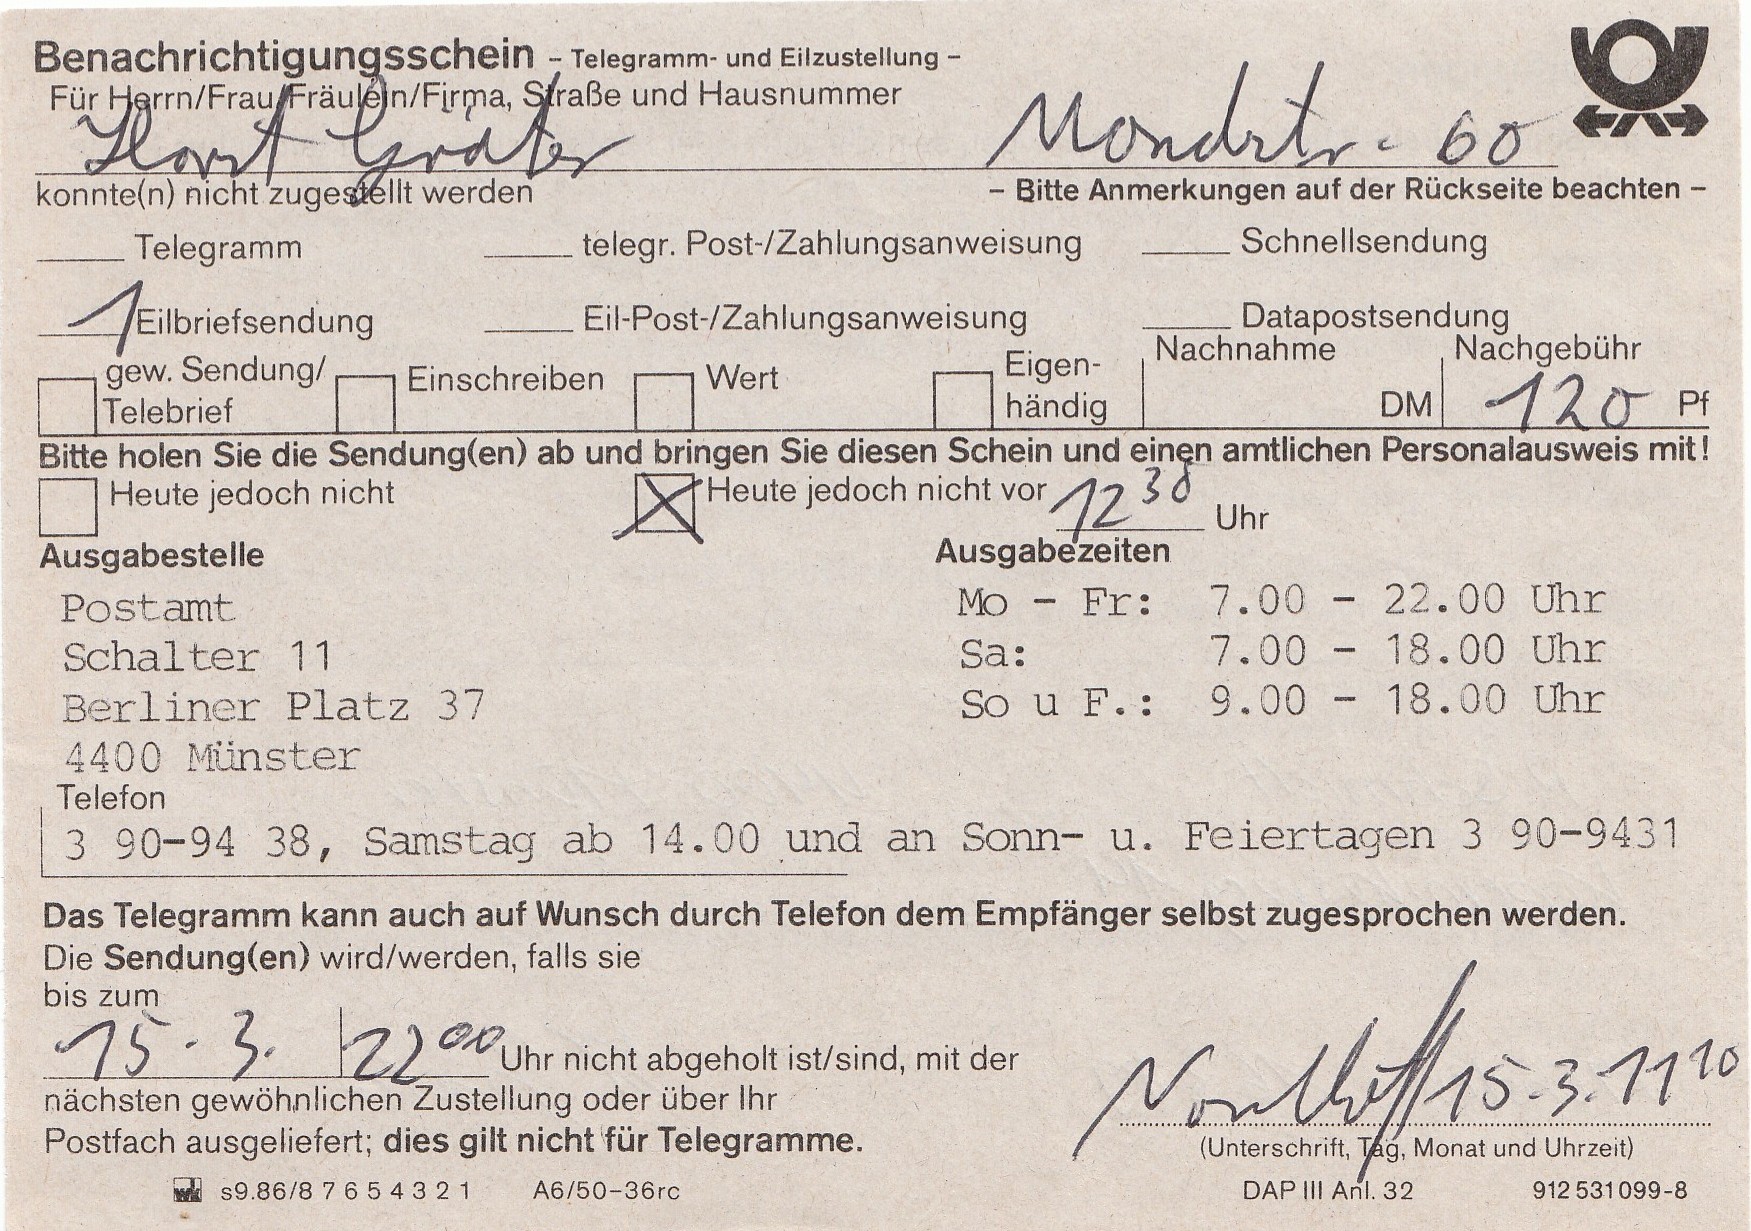 Benachrichtigungsschein – Telegramm- und Eilzustellung –
Für Herrn/Frau/Fräulein/Firma, Straße und Hausnummer
Horst Gräter Mondstr. 60
konnte(n) nicht zugestellt werden – Bitte Anmerkungen auf der Rückseite beachten –
Telegramm telegr. Post-/Zahlungsanweisung Schnellsendung
1 Eilbriefsendung Eil-Post-/Zahlungsanweisung Datapostsendung
gew. Sendung/ Telebrief Einschreiben Wert Eigen- händig Nachnahme DM Nachgebühr 120 Pf
Bitte holen Sie die Sendung(en) ab und bringen Sie diesen Schein und einen amtlichen Personalausweis mit!
Heute jedoch nicht Heute jedoch nicht vor 12 30 Uhr
Ausgabestelle Ausgabezeiten
Postamt Mo – Fr: 7.00 – 22.00 Uhr
Schalter 11 Sa: 7.00 – 18.00 Uhr
Berliner Platz 37 So u F.: 9.00 – 18.00 Uhr
4400 Münster
Telefon
3 90-94 38, Samstag ab 14.00 und an Sonn- u. Feiertagen 3 90-9431
Das Telegramm kann auch auf Wunsch durch Telefon dem Empfänger selbst zugesprochen werden.
Die Sendung(en) wird/werden, falls sie
bis zum
15.3. 22 00 Uhr nicht abgeholt ist/sind, mit der
15.3. 11 10
nächsten gewöhnlichen Zustellung oder über Ihr
Postfach ausgeliefert; dies gilt nicht für Telegramme. (Unterschrift, Tag, Monat und Uhrzeit)
s9.86/8 7 6 5 4 3 2 1 A6/50-36rc DAP III Anl. 32 912 531 099-8